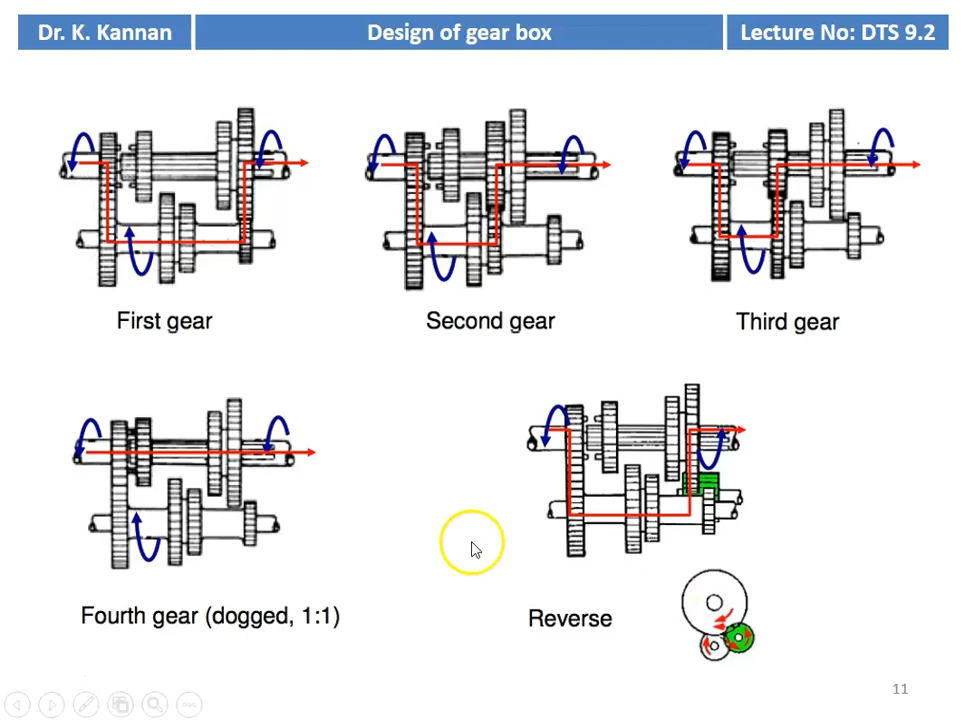 Dr. K. Kannan
Design of gear box
Lecture No: DTS 9.2
First gear
Second gear
Third gear
Fourth gear (dogged, 1:1)
Reverse
11